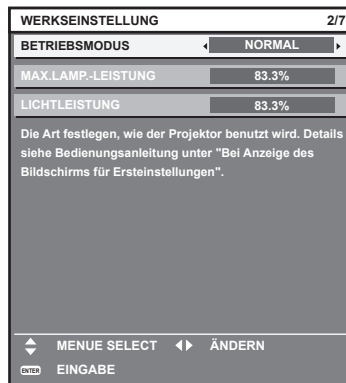 WERKSEINSTELLUNG 2/7
BETRIEBSMODUS NORMAL
MAX.LAMP.-LEISTUNG 83.3%
LICHTLEISTUNG 83.3%
Die Art festlegen, wie der Projektor benutzt wird. Details
siehe Bedienungsanleitung unter "Bei Anzeige des
Bildschirms für Ersteinstellungen".
MENUE SELECT ÄNDERN
ENTER EINGABE